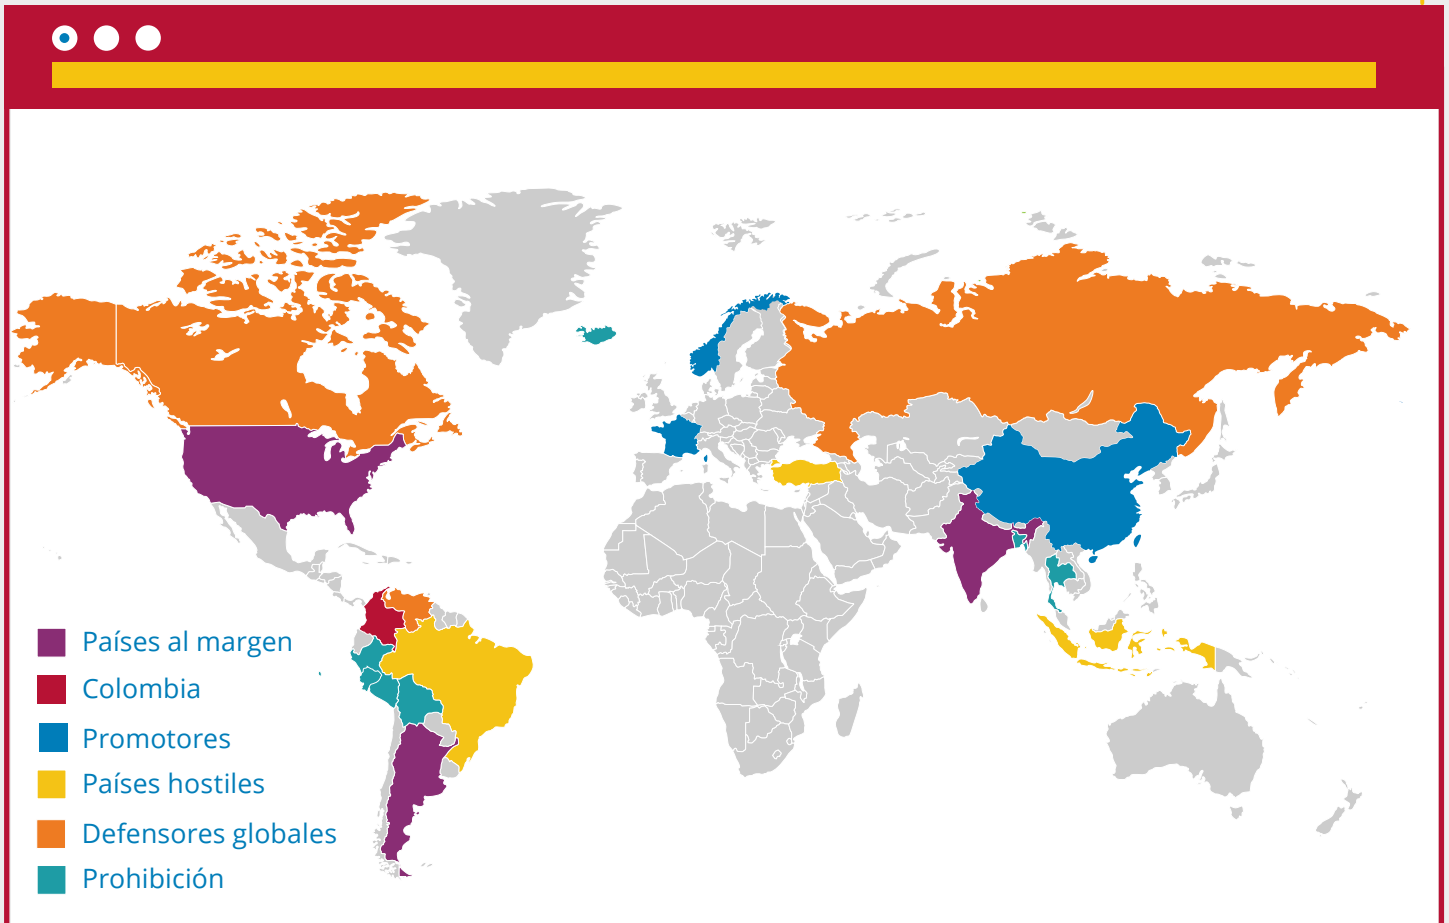 Países al margen
Colombia
Promotores
Países hostiles
Defensores globales
Prohibición